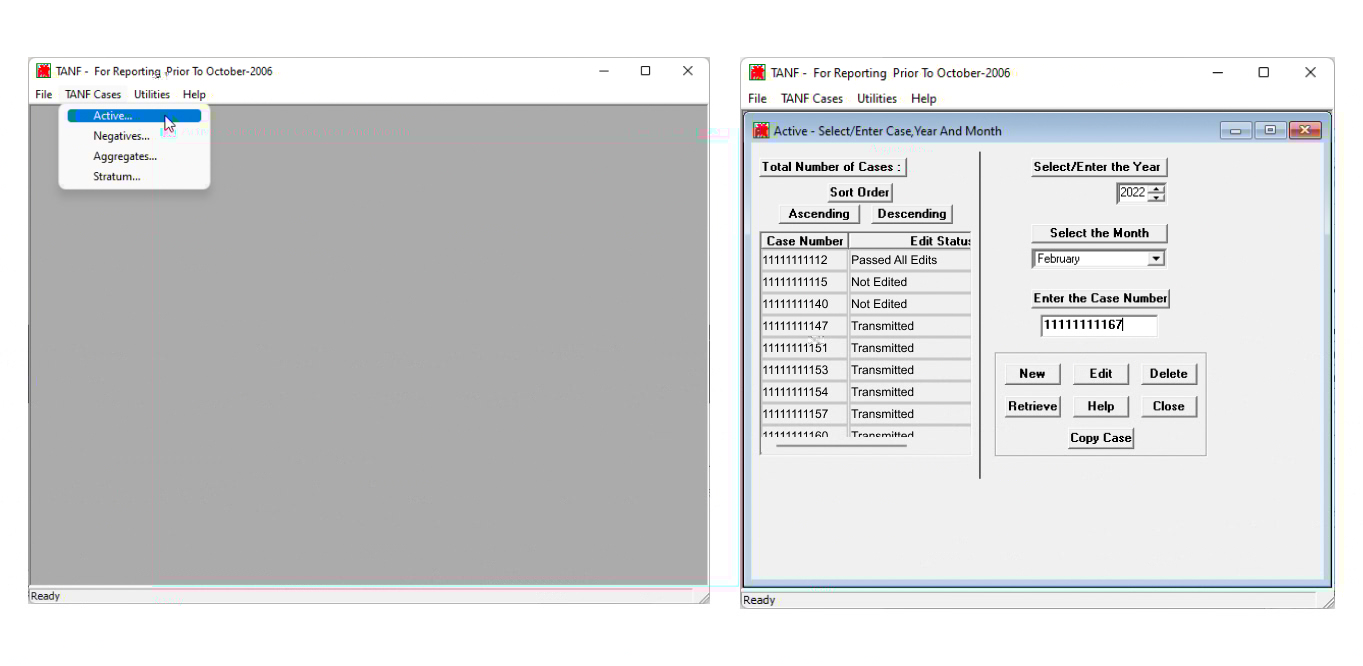 TANF - For Reporting Prior To October-2006
File TANF Cases Utilities Help
Active...
Negatives...
Aggregates...
Stratum...
Ready
TANF - For Reporting Prior To October-2006
File TANF Cases Utilities Help
Active - Select/Enter Case,Year And Month
Total Number of Cases :
Sort Order
Ascending Descending
Case Number Edit Status
11111111112 Passed All Edits
11111111115 Not Edited
11111111140 Not Edited
11111111147 Transmitted
11111111151 Transmitted
11111111153 Transmitted
11111111154 Transmitted
11111111157 Transmitted
11111111160 Transmitted
Select/Enter the Year
2022
Select the Month
February
Enter the Case Number
11111111167
New Edit Delete
Retrieve Help Close
Copy Case
Ready